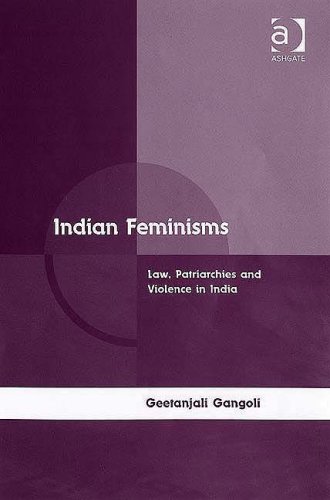 a
ASHGATE
Indian Feminisms
Law, Patriarchies and
Violence in India
Geetanjali Gangoli